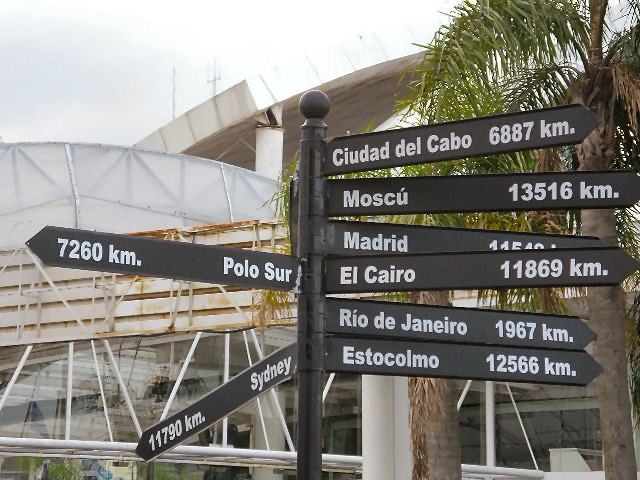 Ciudad del Cabo 6887 km.
Moscú 13516 km.
Madrid
7260 km. Polo Sur
El Cairo 11869 km.
Río de Janeiro 1967 km.
Estocolmo 12566 km.
11790 km. Sydney